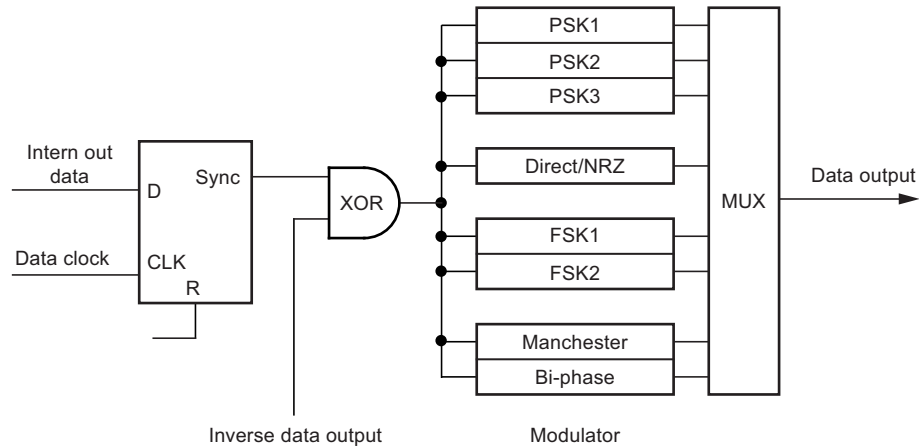 PSK1
PSK2
PSK3
Intern out
data
Sync
D
XOR
Direct/NRZ
MUX
Data output
Data clock
CLK
R
FSK1
FSK2
Manchester
Bi-phase
Inverse data output
Modulator